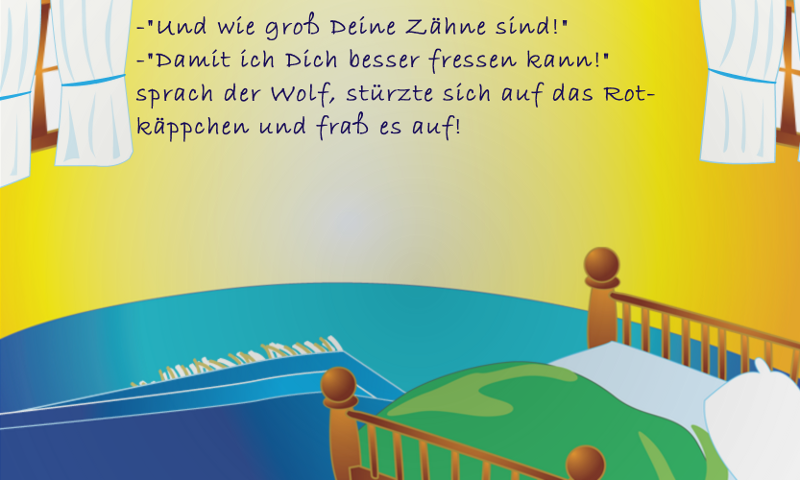 -"Und wie groß Deine Zähne sind!"
-"Damit ich Dich besser fressen kann!"
sprach der Wolf, stürzte sich auf das Rot-
käppchen und fraß es auf!